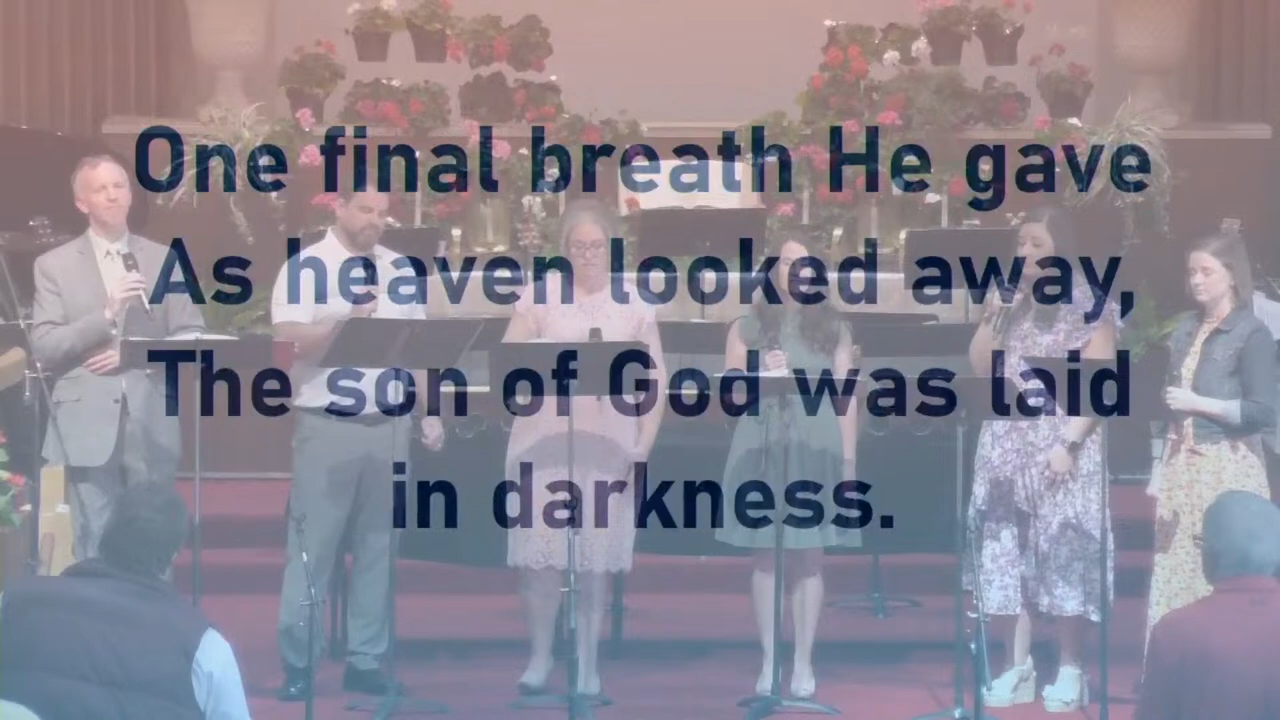 One final breath He gave
As heaven looked away,
The son of God was laid
in darkness.